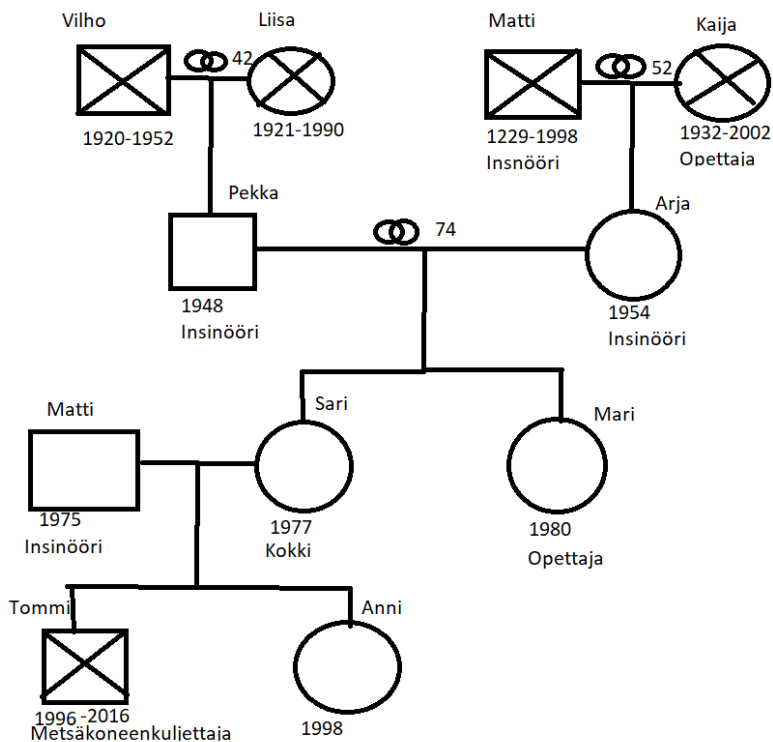 Vilho
Liisa
Matti
Kaija
42
52
1920-1952
1921-1990
1229-1998
Insnööri
1932-2002
Opettaja
Pekka
74
Arja
1948
Insinööri
1954
Insinööri
Matti
Sari
Mari
1975
Insinööri
1977
Kokki
1980
Opettaja
Tommi
Anni
1996 -2016
Metsäkoneenkuljettaja
1998